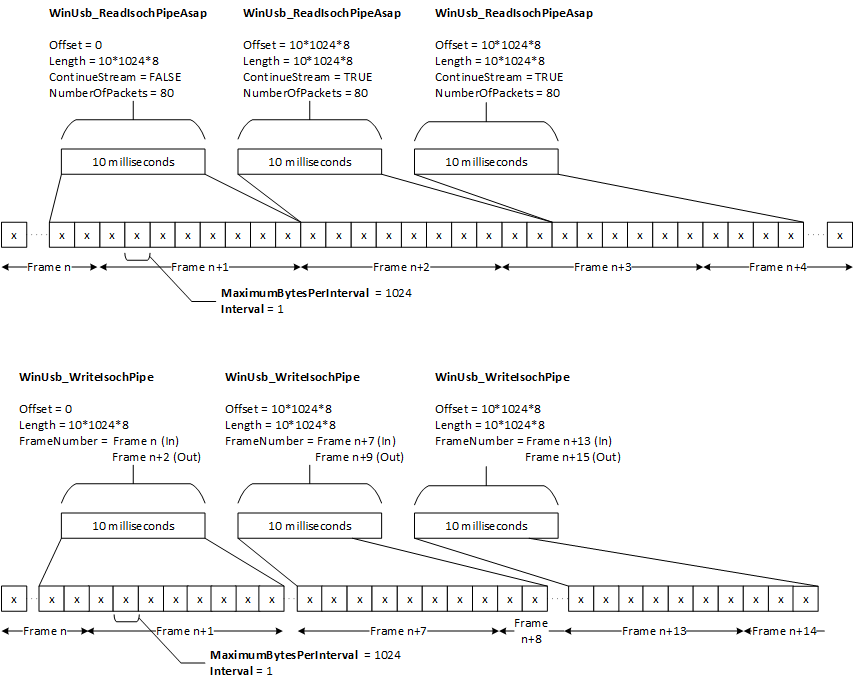 WinUsb_ReadIsochPipeAsap WinUsb_ReadIsochPipeAsap WinUsb_ReadIsochPipeAsap
Offset = 0 Offset = 10*1024*8 Offset = 10*1024*8
Length = 10*1024*8 Length = 10*1024*8 Length = 10*1024*8
ContinueStream = FALSE ContinueStream = TRUE ContinueStream = TRUE
NumberOfPackets = 80 NumberOfPackets = 80 NumberOfPackets = 80
10 milliseconds 10 milliseconds 10 milliseconds
x x x x x x x x x x x x x x x x x x x x x x x x x x x x x x x x
Frame n Frame n+1 Frame n+2 Frame n+3 Frame n+4
MaximumBytesPerInterval = 1024
Interval = 1
WinUsb_WriteIsochPipe WinUsb_WriteIsochPipe WinUsb_WriteIsochPipe
Offset = 0 Offset = 10*1024*8 Offset = 10*1024*8
Length = 10*1024*8 Length = 10*1024*8 Length = 10*1024*8
FrameNumber = Frame n (In) FrameNumber = Frame n+7 (In) FrameNumber = Frame n+13 (In)
Frame n+2 (Out) Frame n+9 (Out) Frame n+15 (Out)
10 milliseconds 10 milliseconds 10 milliseconds
x x x x x x x x x x x x x x x x x x x x x x x x x x x x x x x
Frame n Frame n+1 Frame n+7 Frame n+8 Frame n+13 Frame n+14
MaximumBytesPerInterval = 1024
Interval = 1